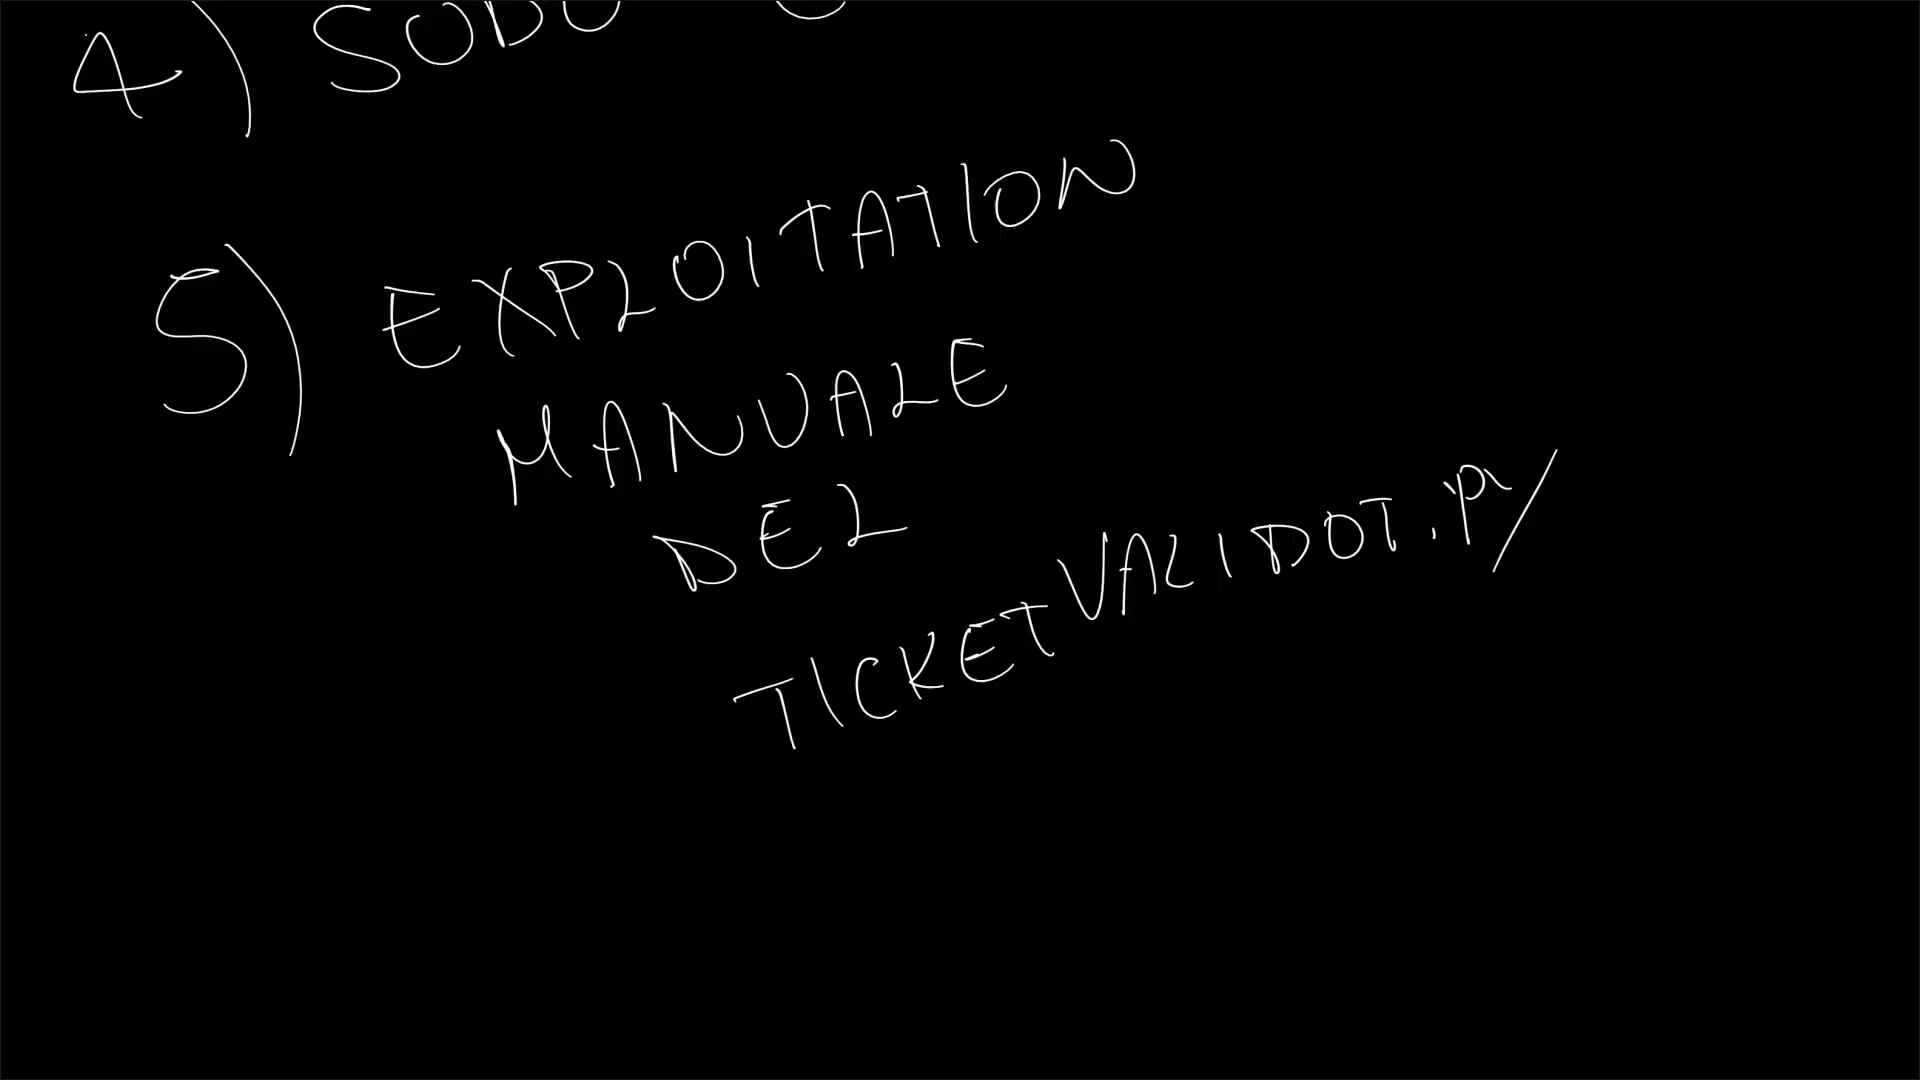 4) SUDO
5) EXPLOITATION
MANUALE
DEL
TICKETVALIDOT.PY